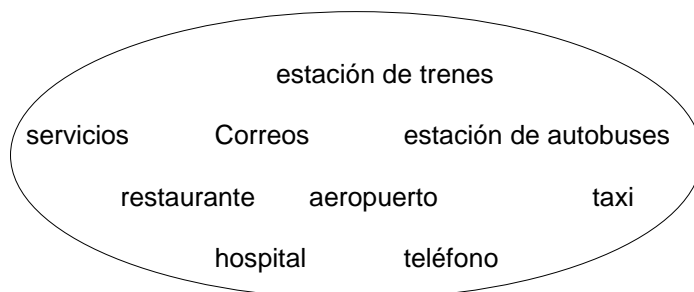 estación de trenes
servicios Correos estación de autobuses
restaurante aeropuerto taxi
hospital teléfono